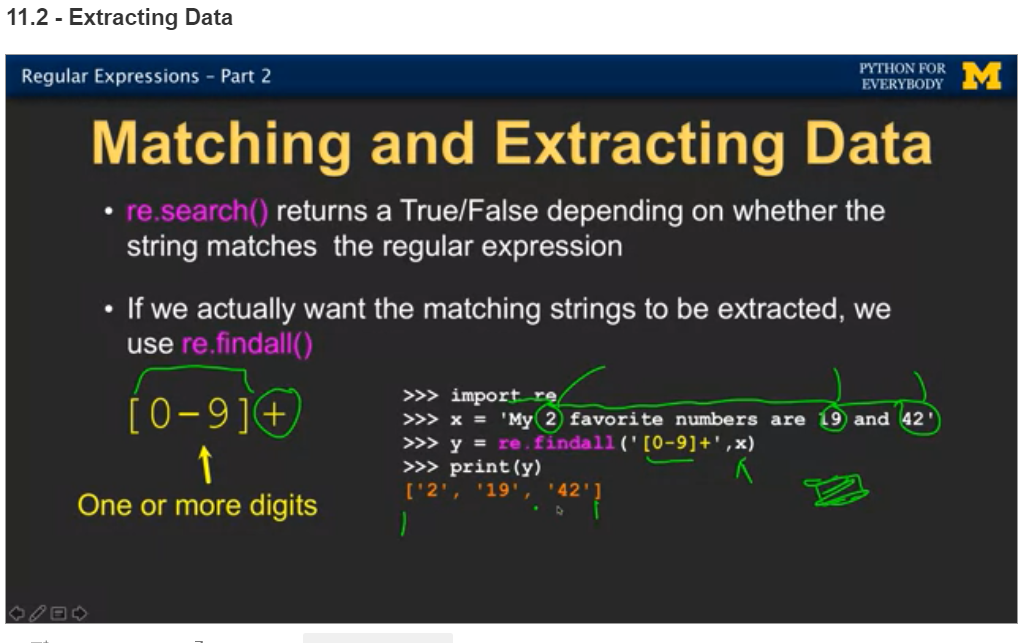 11.2 - Extracting Data
Regular Expressions – Part 2
PYTHON FOR
EVERYBODY
M
Matching and Extracting Data
• re.search() returns a True/False depending on whether the
string matches the regular expression
• If we actually want the matching strings to be extracted, we
use re.findall()
[0-9]+
One or more digits
>>> import re
>>> x = 'My 2 favorite numbers are 19 and 42'
>>> y = re.findall('[0-9]+',x)
>>> print(y)
['2', '19', '42']